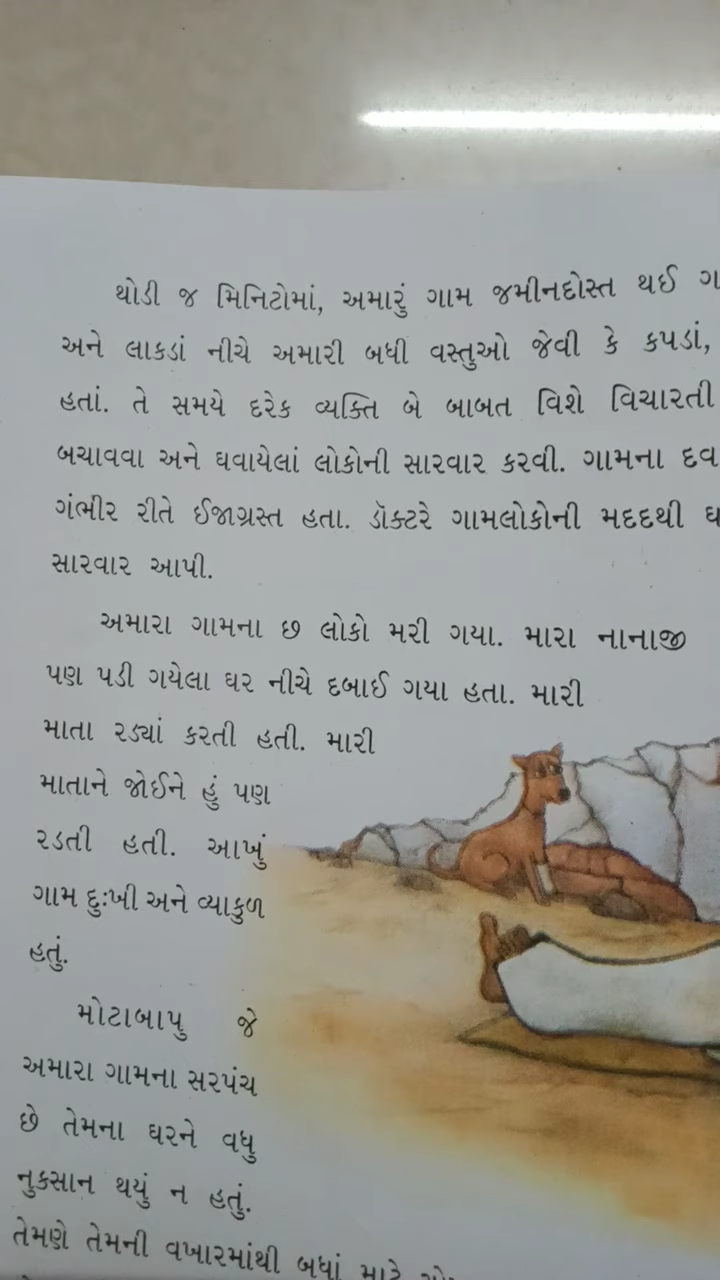 થોડી જ મિનિટોમાં, અમારું ગામ જમીનદોસ્ત થઈ
અને લાકડાં નીચે અમારી બધી વસ્તુઓ જેવી કે કપડાં,
હતાં. તે સમયે દરેક વ્યક્તિ બે બાબત વિશે વિચારતી
બચાવવા અને ઘવાયેલાં લોકોની સારવાર કરવી. ગામના
ગંભીર રીતે ઈજાગ્રસ્ત હતા. ડૉક્ટરે ગામલોકોની મદદથી
સારવાર આપી.
અમારા ગામના છ લોકો મરી ગયા. મારા નાનાજી
પણ પડી ગયેલા ઘર નીચે દબાઈ ગયા હતા. મારી
માતા રડ્યાં કરતી હતી. મારી
માતાને જોઈને હું પણ
રડતી હતી. આખું
ગામ દુઃખી અને વ્યાકુળ
હતું.
મોટાબાપુ જે
અમારા ગામના સરપંચ
છે તેમના ઘરને વધુ
નુકસાન થયું ન હતું.
તેમણે તેમની વખારમાંથી બધાં માટે